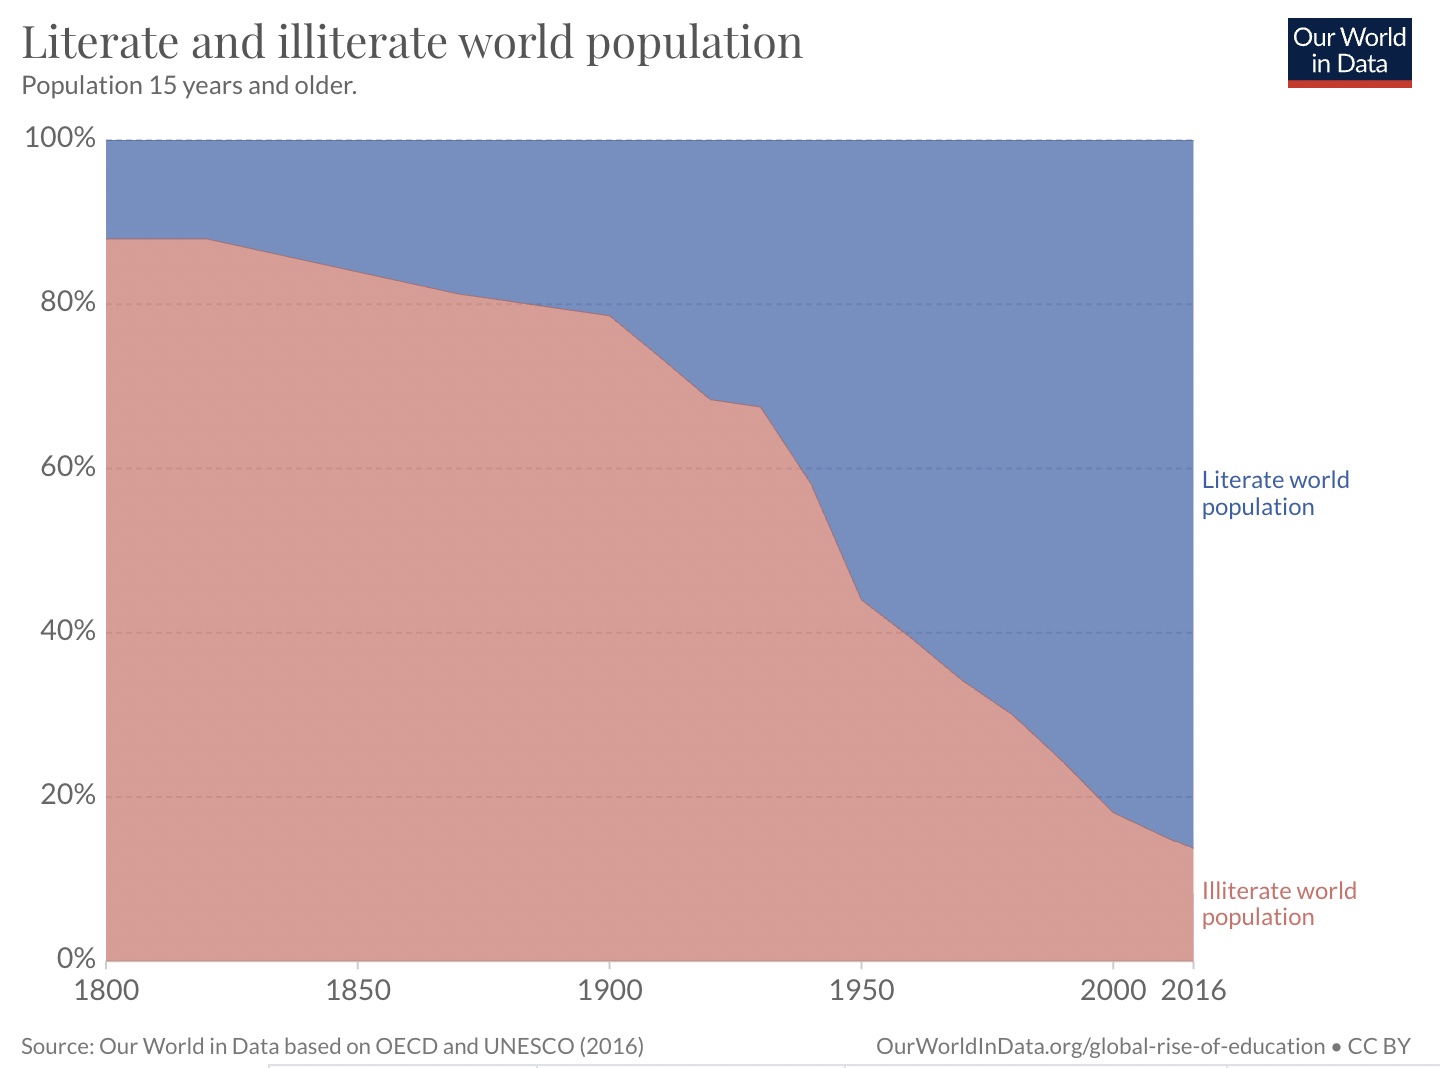 Literate and illiterate world population
Population 15 years and older.
Our World
in Data
100%
80%
60%
40%
20%
0%
Literate world
population
Illiterate world
population
1800 1850 1900 1950 2000 2016
Source: Our World in Data based on OECD and UNESCO (2016)
OurWorldInData.org/global-rise-of-education • CC BY